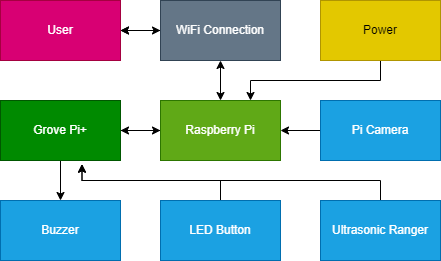 User
WiFi Connection
Power
Grove Pi+
Raspberry Pi
Pi Camera
Buzzer
LED Button
Ultrasonic Ranger